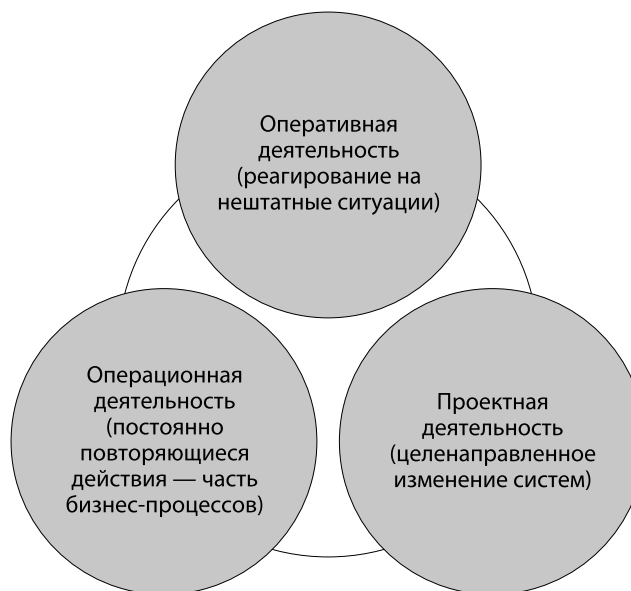 Оперативная
деятельность
(реагирование на
нештатные ситуации)
Операционная
деятельность
(постоянно
повторяющиеся
действия — часть
бизнес-процессов)
Проектная
деятельность
(целенаправленное
изменение систем)